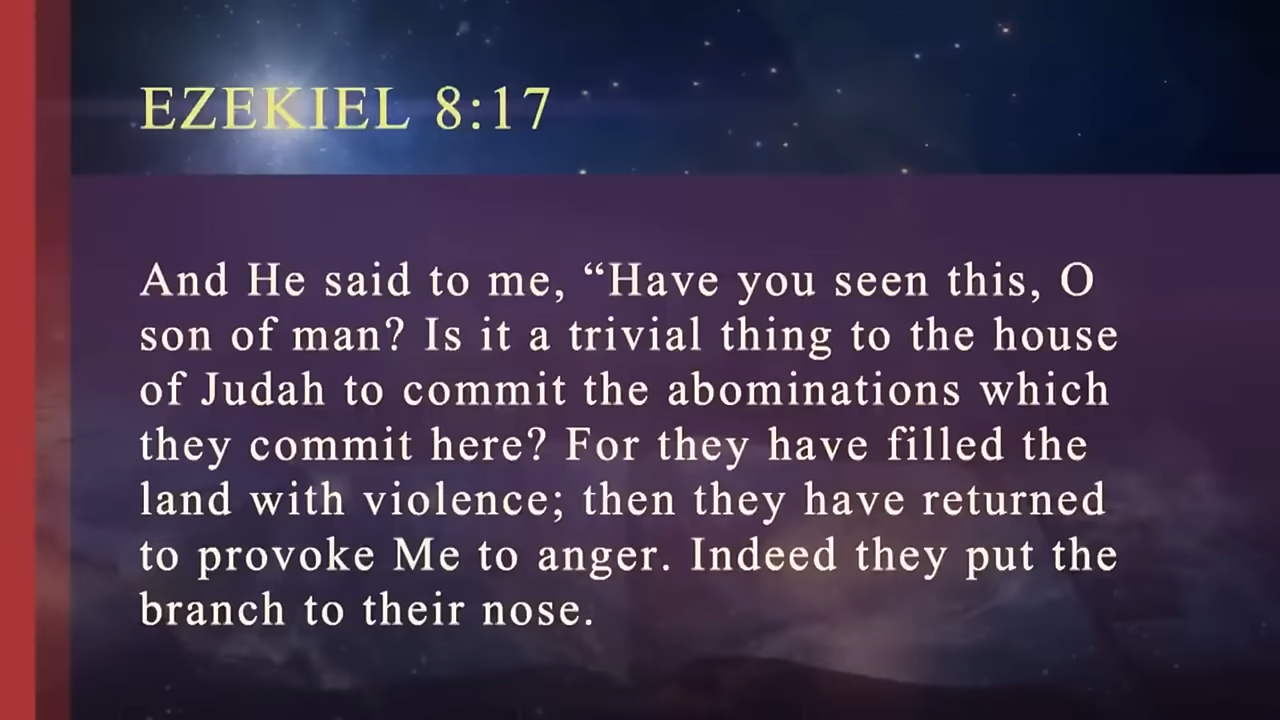 EZEKIEL 8:17
And He said to me, “Have you seen this, O
son of man? Is it a trivial thing to the house
of Judah to commit the abominations which
they commit here? For they have filled the
land with violence; then they have returned
to provoke Me to anger. Indeed they put the
branch to their nose.